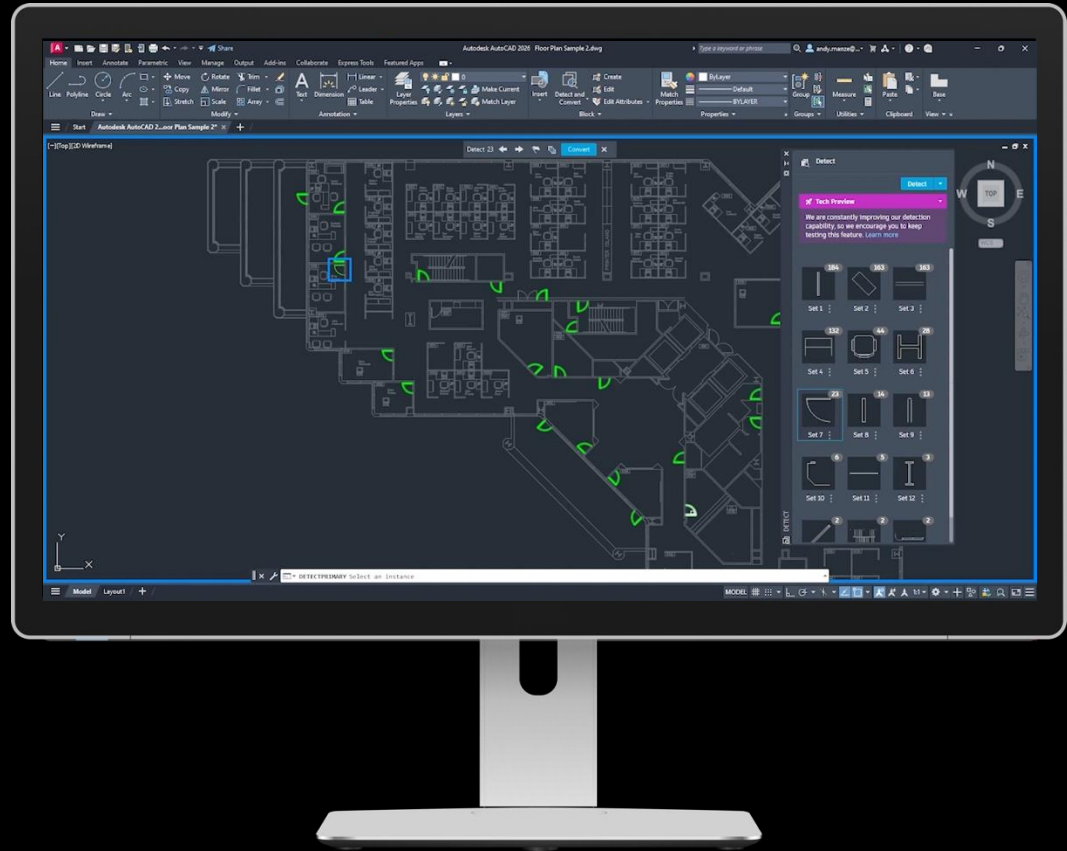 Share
Autodesk AutoCAD 2026 Floor Plan Sample 2.dwg
Type a keyword or phrase
andy.manze@...
Home Insert Annotate Parametric View Manage Output Add-ins Collaborate Express Tools Featured Apps
Line Polyline Circle Arc
Move Rotate Trim
Copy Mirror Fillet
Stretch Scale Array
Draw
Modify
Text Dimension
Linear
Leader
Table
Annotation
Layer Properties
0
Make Current
Match Layer
Layers
Insert
Detect and Convert
Create
Edit
Edit Attributes
Block
Match Properties
ByLayer
Default
BYLAYER
Properties
Group
Groups
Measure
Utilities
Paste
Clipboard
Base
View
Start Autodesk AutoCAD 2...oor Plan Sample 2*
[-][Top][2D Wireframe]
Detect 23 Convert
Detect
Detect
Tech Preview
We are constantly improving our detection
capability, so we encourage you to keep
testing this feature. Learn more
184 163 163
Set 1 Set 2 Set 3
132 44 28
Set 4 Set 5 Set 6
23 14 13
Set 7 Set 8 Set 9
6 5 3
Set 10 Set 11 Set 12
2 2 2
DETECT
N
W TOP E
S
WCS
PRINTER ISLAND
Y
X
DETECTPRIMARY Select an instance
Model Layout1
MODEL
1:1